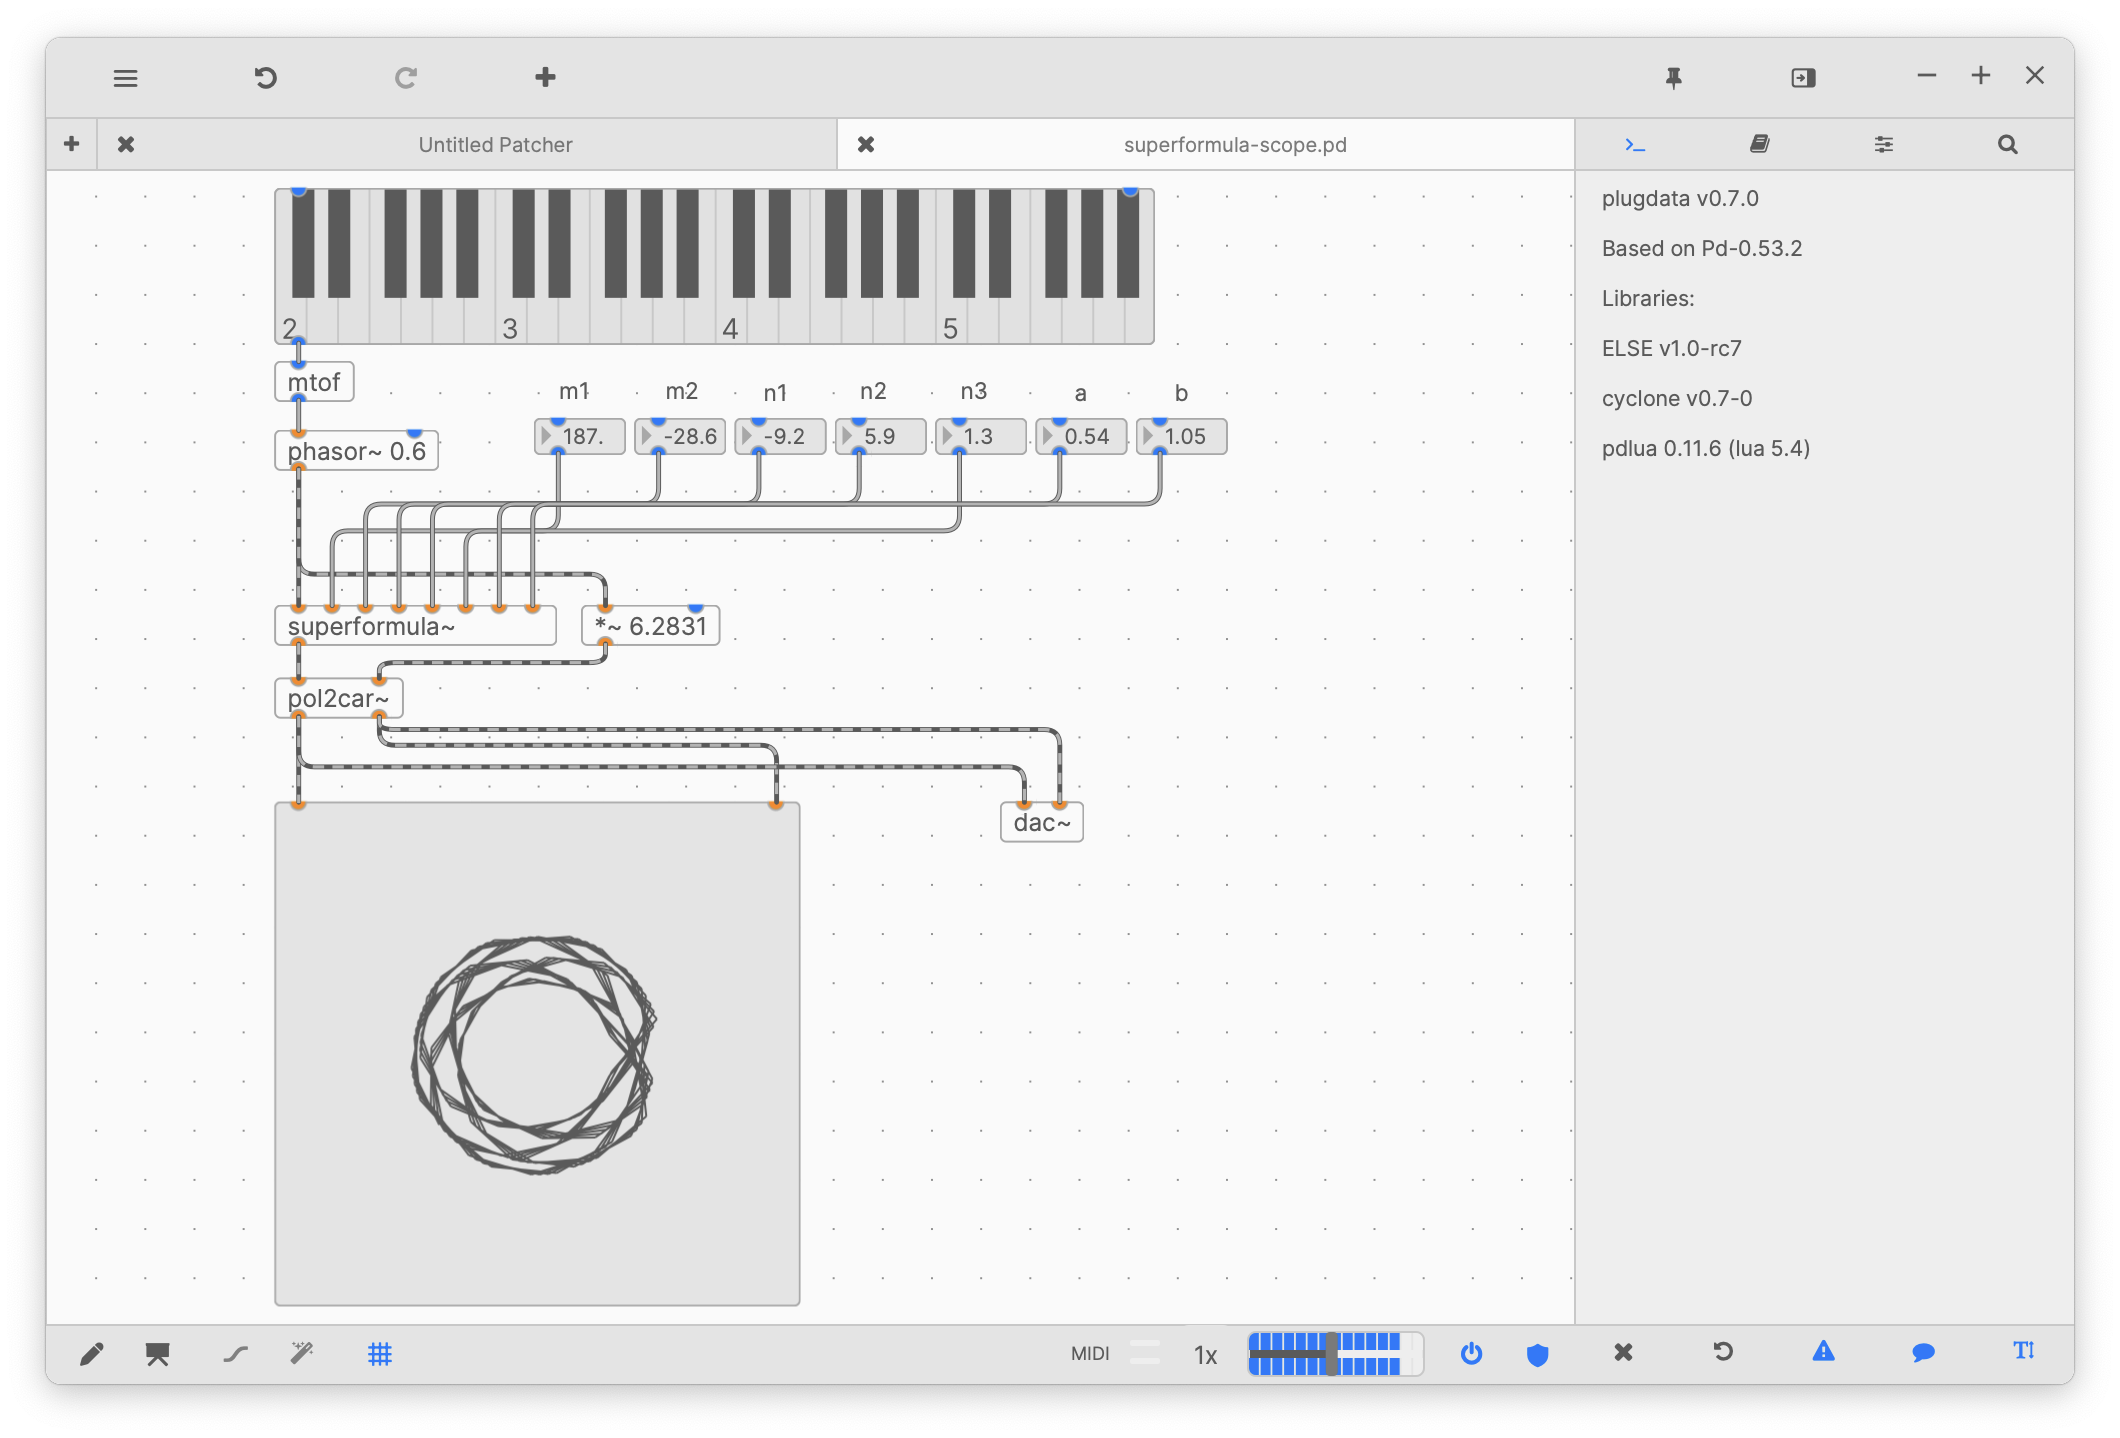 Untitled Patcher
superformula-scope.pd
2 3 4 5
mtof
phasor~ 0.6
m1 m2 n1 n2 n3 a b
187. -28.6 -9.2 5.9 1.3 0.54 1.05
superformula~
*~ 6.2831
pol2car~
dac~
plugdata v0.7.0
Based on Pd-0.53.2
Libraries:
ELSE v1.0-rc7
cyclone v0.7-0
pdlua 0.11.6 (lua 5.4)
MIDI
1x